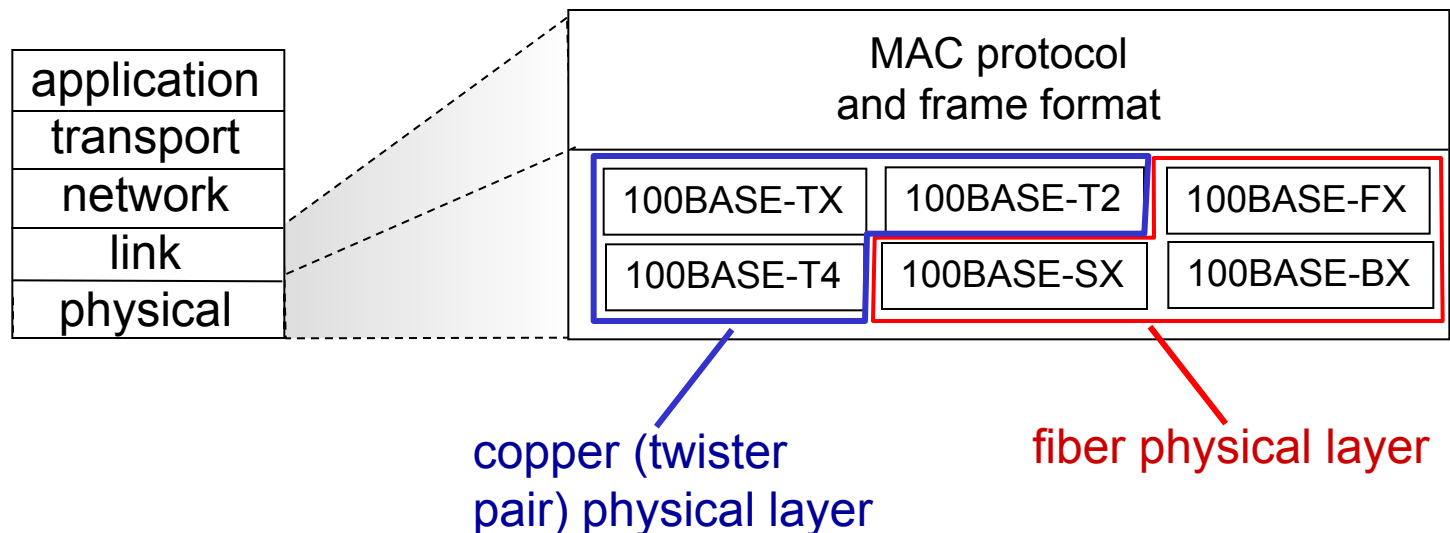 application
transport
network
link
physical
MAC protocol
and frame format
100BASE-TX
100BASE-T2
100BASE-FX
100BASE-T4
100BASE-SX
100BASE-BX
copper (twister
pair) physical layer
fiber physical layer